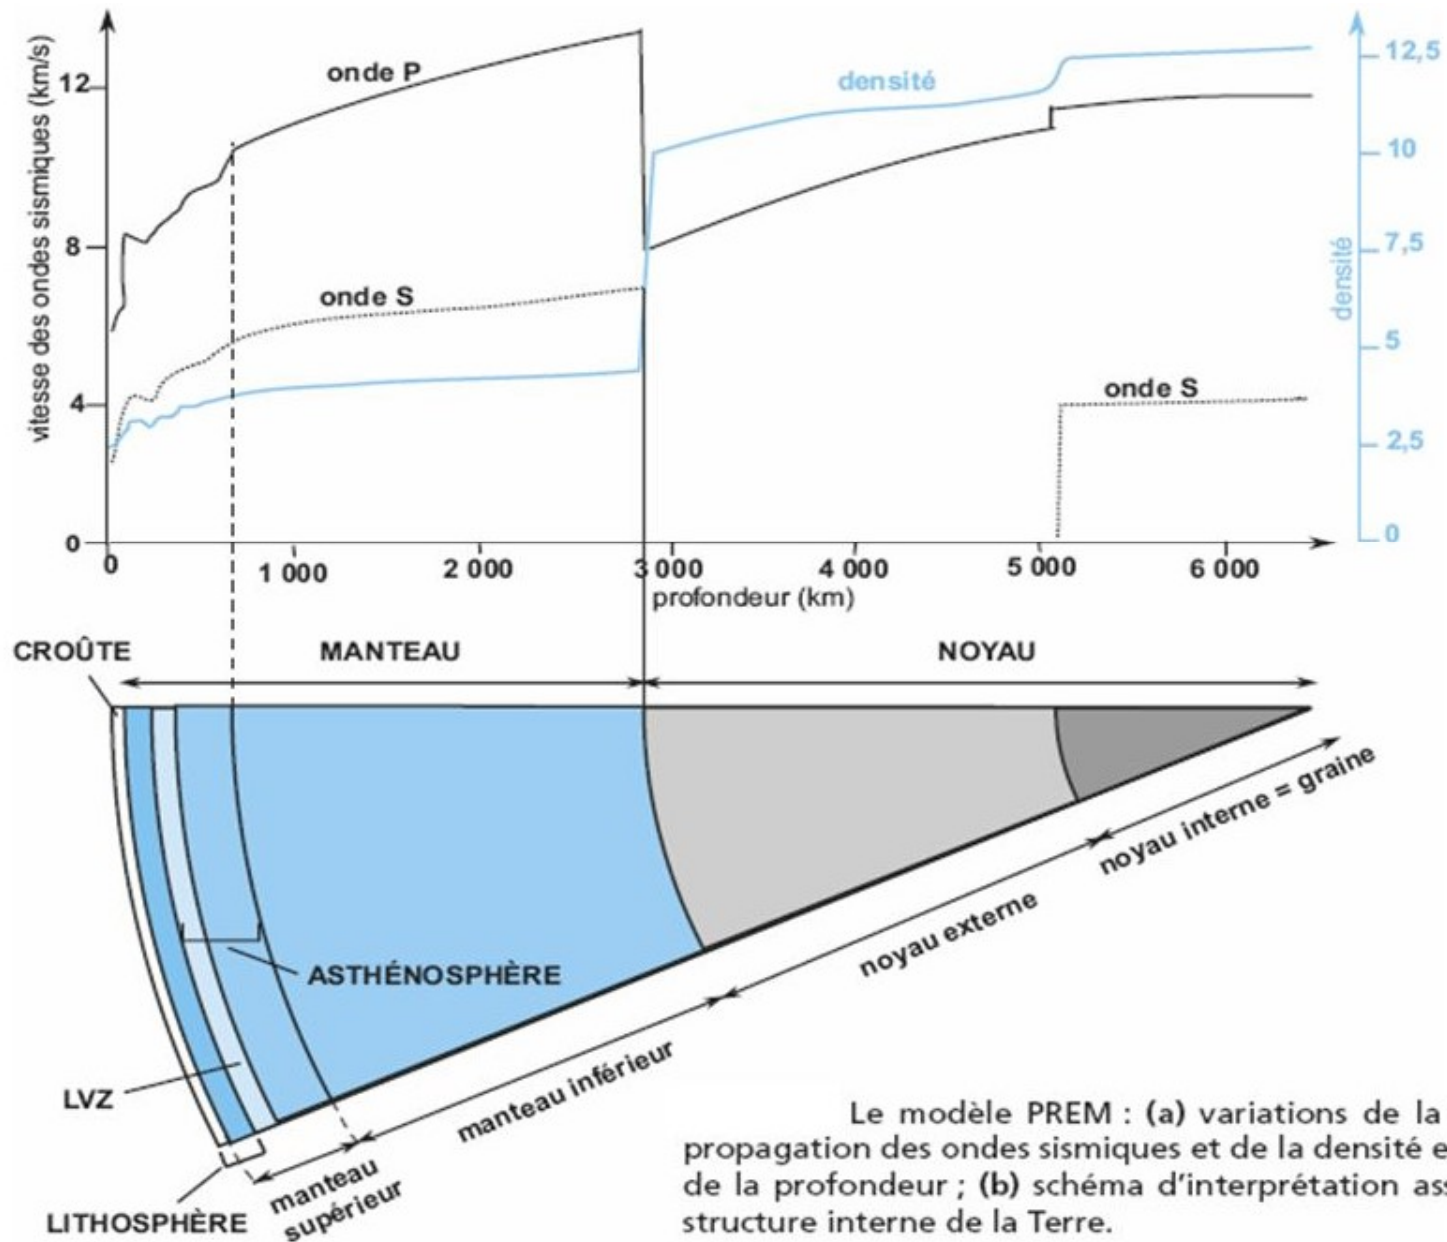 vitesse des ondes sismiques (km/s)
12
8
4
0
onde P
onde S
densité
onde S
12,5
10
7,5
5
2,5
0
densité
0
1 000
2 000
3 000
4 000
5 000
6 000
profondeur (km)
CROÛTE
MANTEAU
NOYAU
ASTHÉNOSPHÈRE
LVZ
LITHOSPHÈRE
manteau
supérieur
manteau inférieur
noyau externe
noyau interne = graine
Le modèle PREM : (a) variations de la
propagation des ondes sismiques et de la densité e
de la profondeur ; (b) schéma d'interprétation ass
structure interne de la Terre.